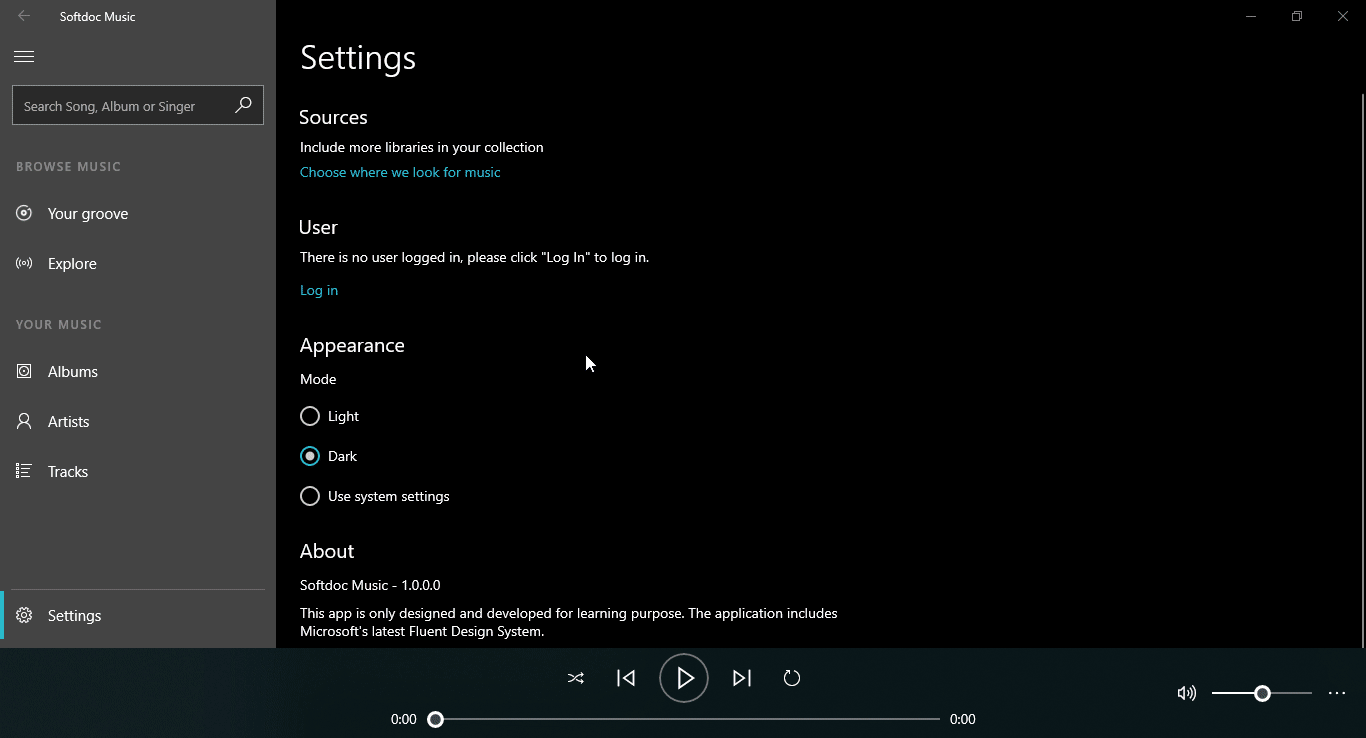 Softdoc Music
Search Song, Album or Singer
BROWSE MUSIC
Your groove
Explore
YOUR MUSIC
Albums
Artists
Tracks
Settings
Settings
Sources
Include more libraries in your collection
Choose where we look for music
User
There is no user logged in, please click "Log In" to log in.
Log in
Appearance
Mode
Light
Dark
Use system settings
About
Softdoc Music - 1.0.0.0
This app is only designed and developed for learning purpose. The application includes
Microsoft's latest Fluent Design System.
0:00
0:00